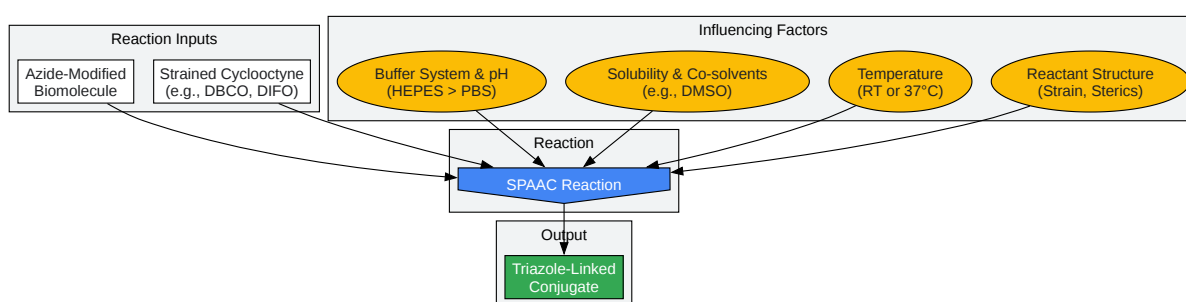 Reaction Inputs
Azide-Modified
Biomolecule
Strained Cyclooctyne
(e.g., DBCO, DIFO)
Influencing Factors
Buffer System & pH
(HEPES > PBS)
Solubility & Co-solvents
(e.g., DMSO)
Temperature
(RT or 37°C)
Reactant Structure
(Strain, Sterics)
Reaction
SPAAC Reaction
Output
Triazole-Linked
Conjugate